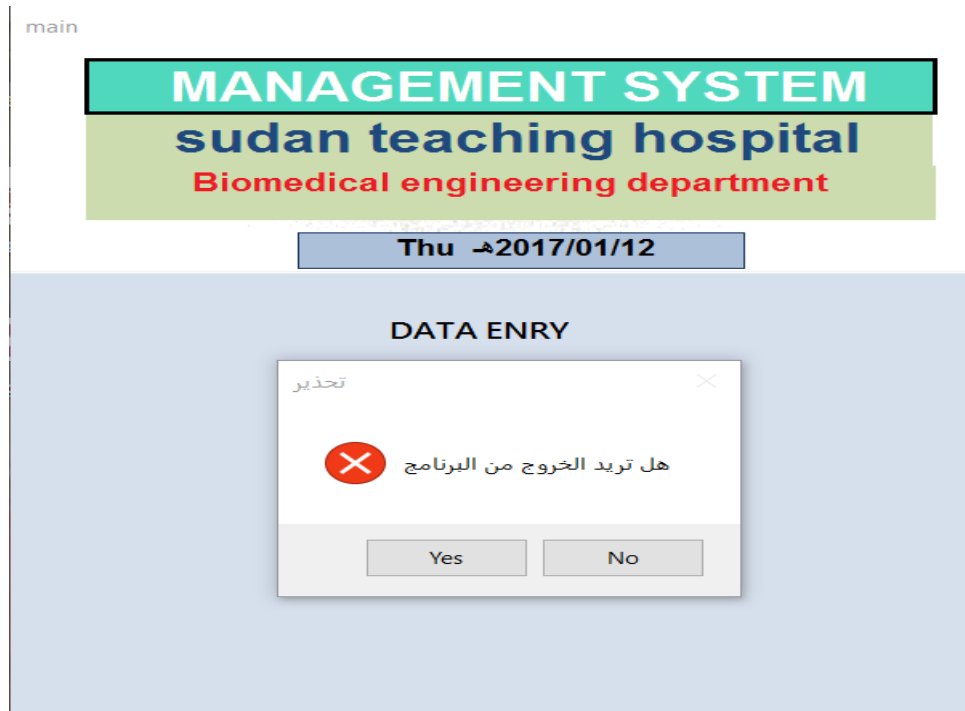 main
MANAGEMENT SYSTEM
sudan teaching hospital
Biomedical engineering department
Thu هـ2017/01/12
DATA ENRY
تحذير
هل تريد الخروج من البرنامج
Yes No